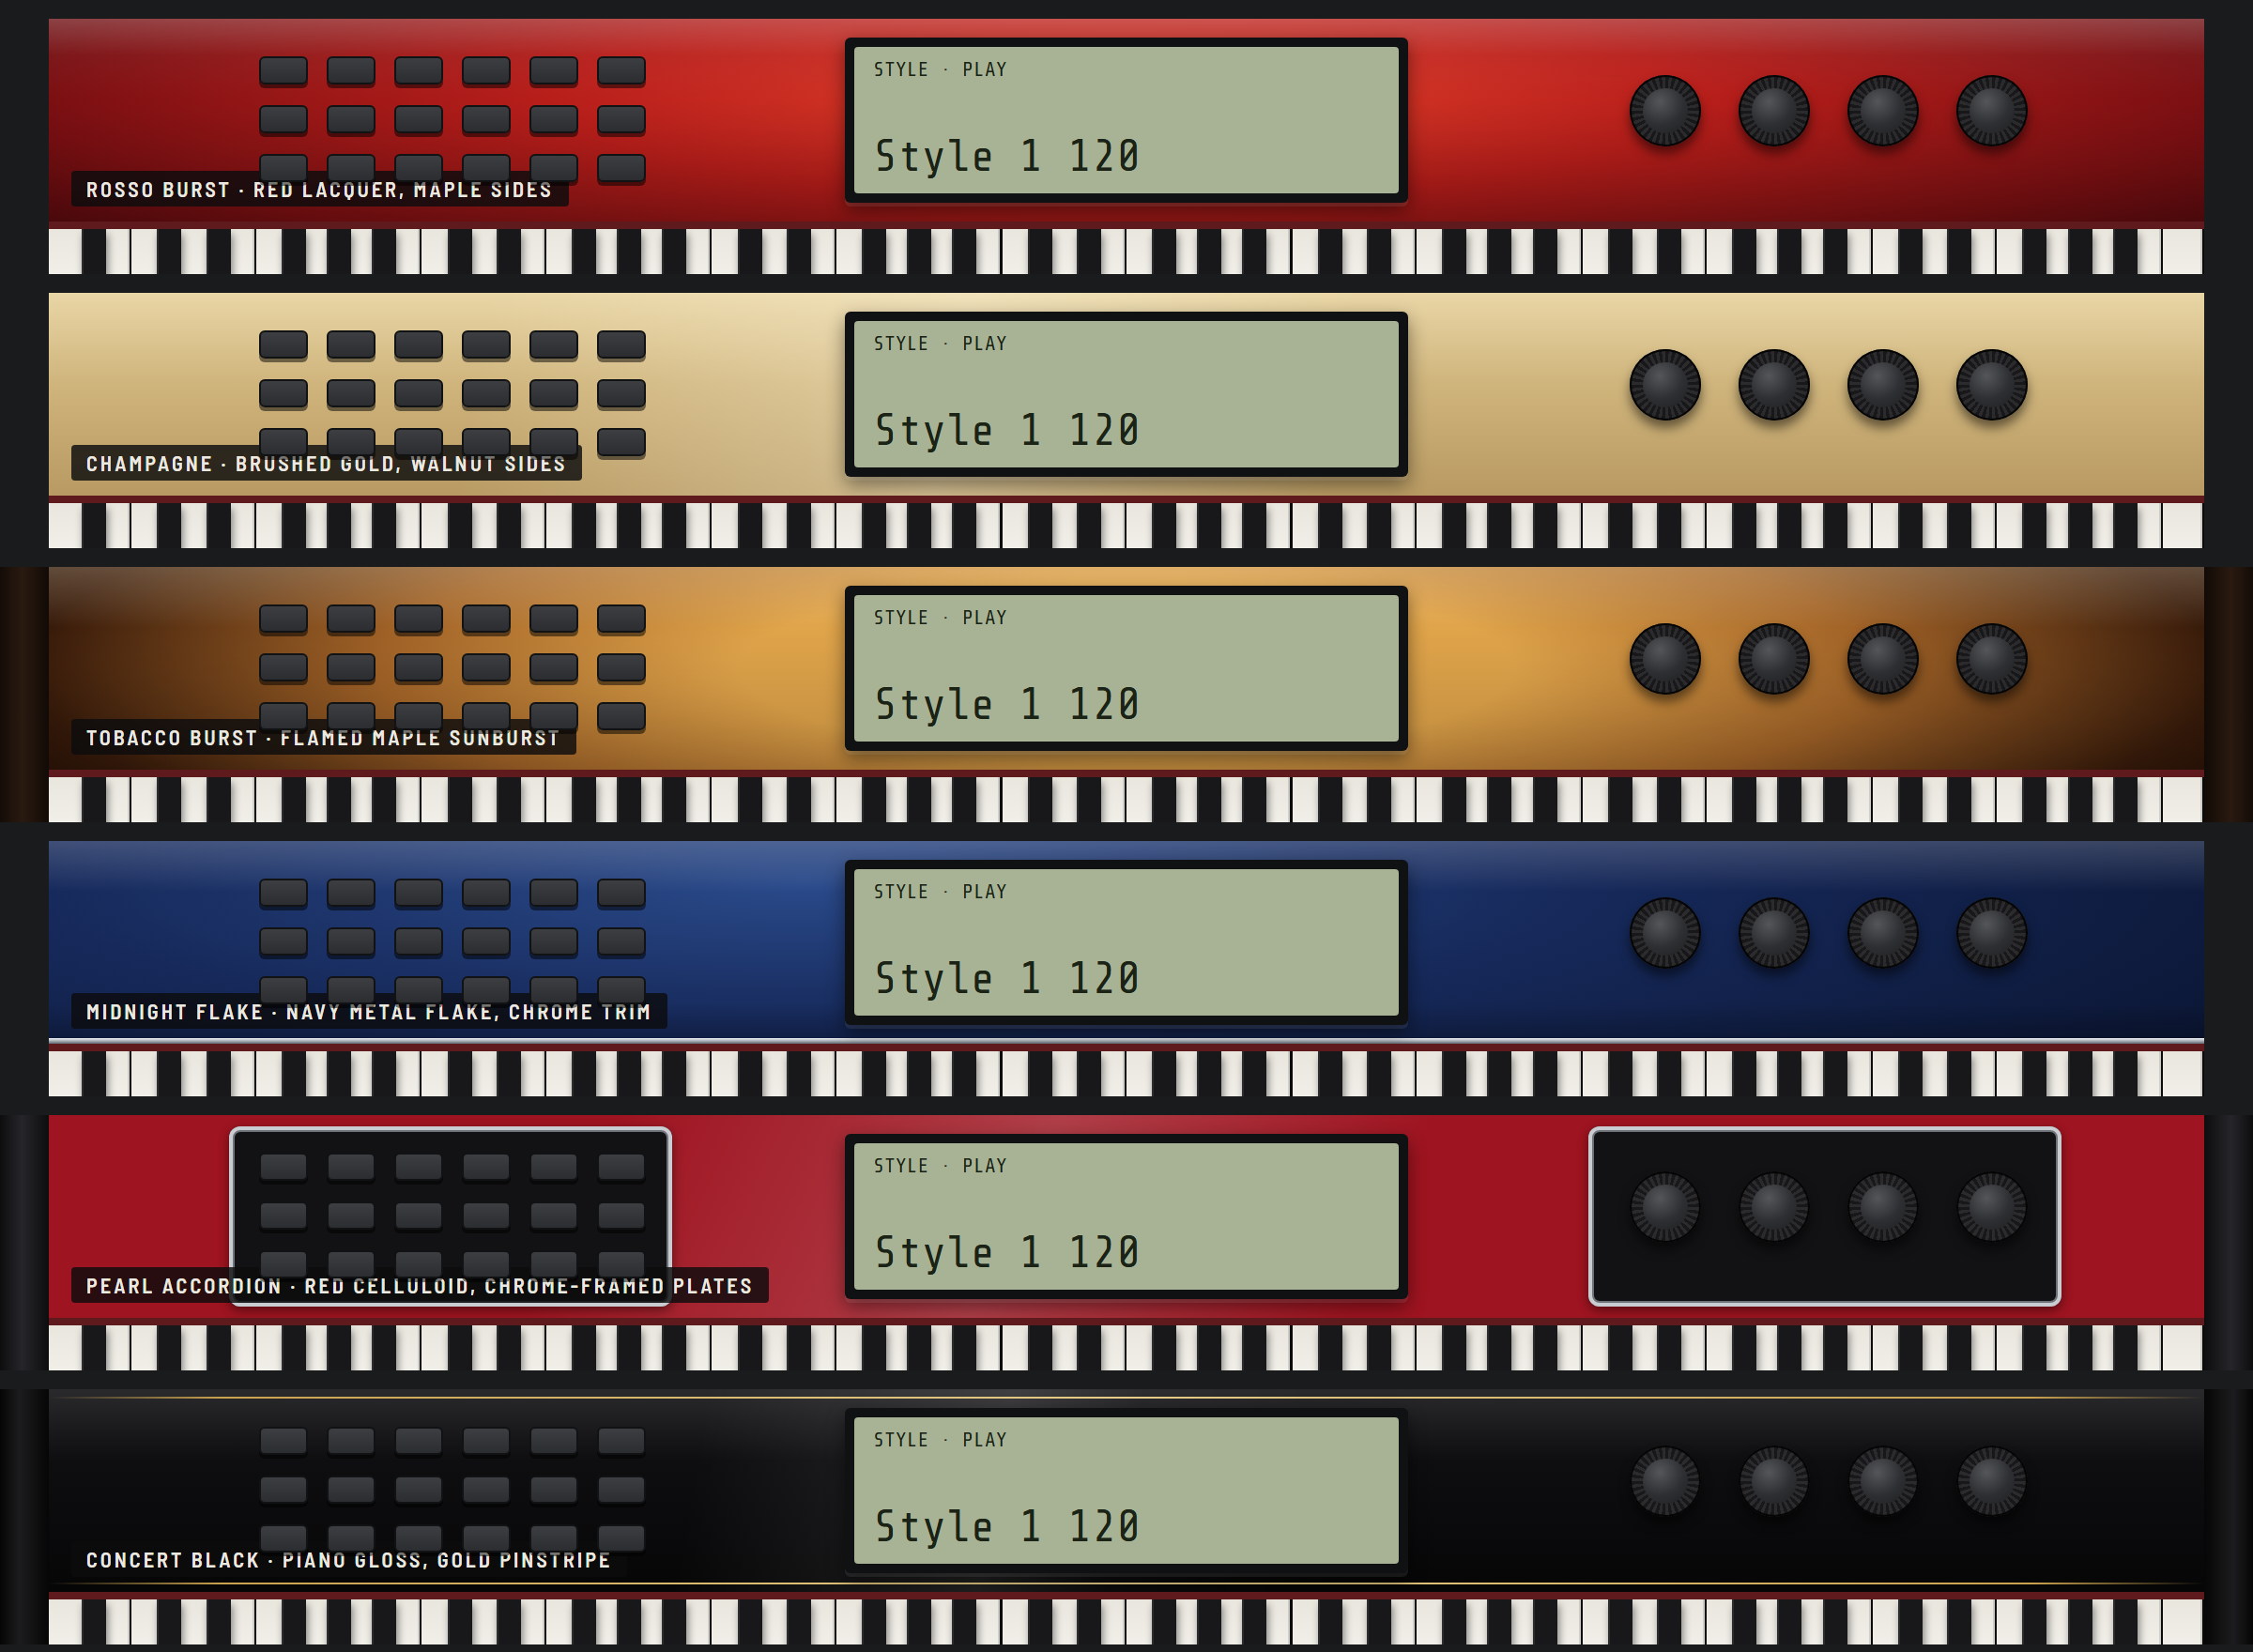 STYLE · PLAY
Style 1 120
ROSSO BURST · RED LACQUER, MAPLE SIDES
STYLE · PLAY
Style 1 120
CHAMPAGNE · BRUSHED GOLD, WALNUT SIDES
STYLE · PLAY
Style 1 120
TOBACCO BURST · FLAMED MAPLE SUNBURST
STYLE · PLAY
Style 1 120
MIDNIGHT FLAKE · NAVY METAL FLAKE, CHROME TRIM
STYLE · PLAY
Style 1 120
PEARL ACCORDION · RED CELLULOID, CHROME-FRAMED PLATES
STYLE · PLAY
Style 1 120
CONCERT BLACK · PIANO GLOSS, GOLD PINSTRIPE